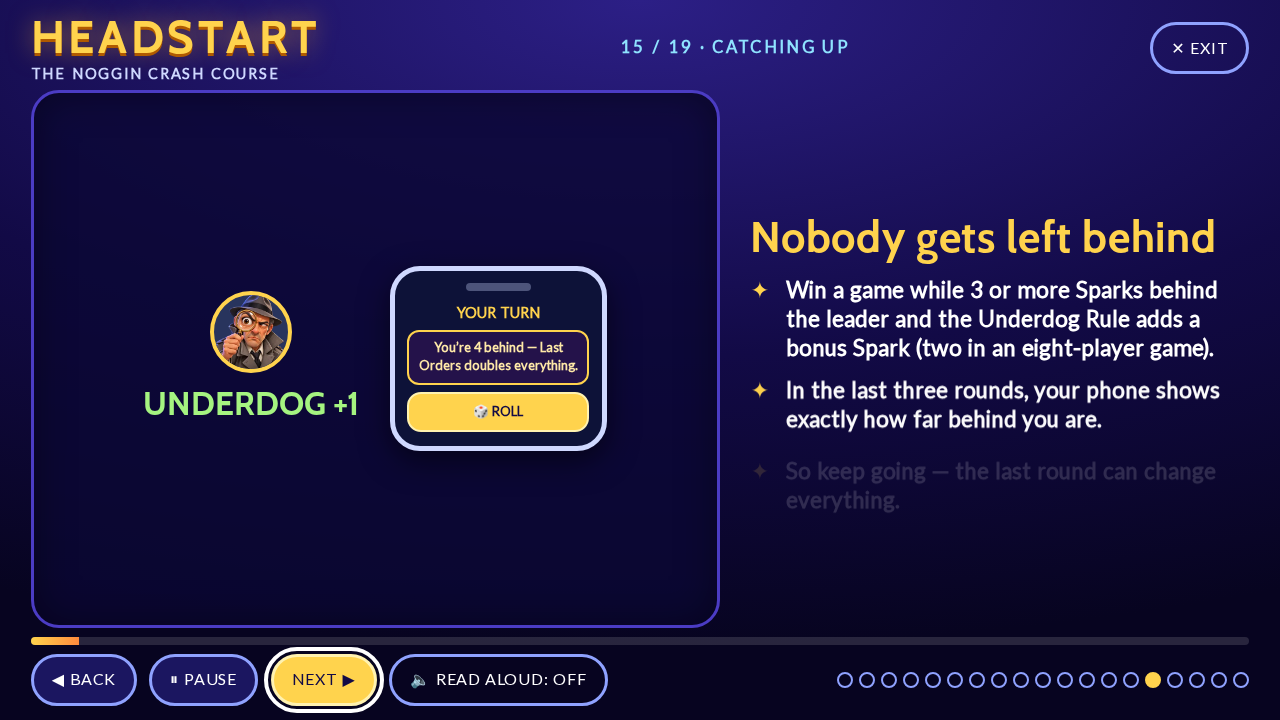 HEADSTART
THE NOGGIN CRASH COURSE
15 / 19 · CATCHING UP
✕ EXIT
UNDERDOG +1
YOUR TURN
You're 4 behind — Last
Orders doubles everything.
🎲 ROLL
Nobody gets left behind
✦ Win a game while 3 or more Sparks behind
the leader and the Underdog Rule adds a
bonus Spark (two in an eight-player game).
✦ In the last three rounds, your phone shows
exactly how far behind you are.
✦ So keep going — the last round can change
everything.
◀ BACK
⏸ PAUSE
NEXT ▶
🔈 READ ALOUD: OFF